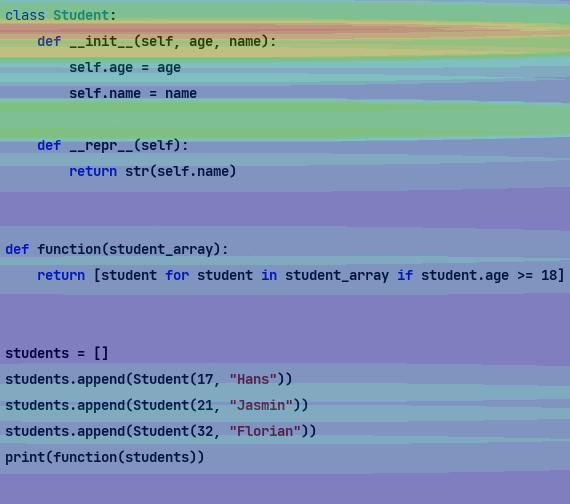 class Student:
    def __init__(self, age, name):
        self.age = age
        self.name = name
    def __repr__(self):
        return str(self.name)
def function(student_array):
    return [student for student in student_array if student.age >= 18]
students = []
students.append(Student(17, "Hans"))
students.append(Student(21, "Jasmin"))
students.append(Student(32, "Florian"))
print(function(students))